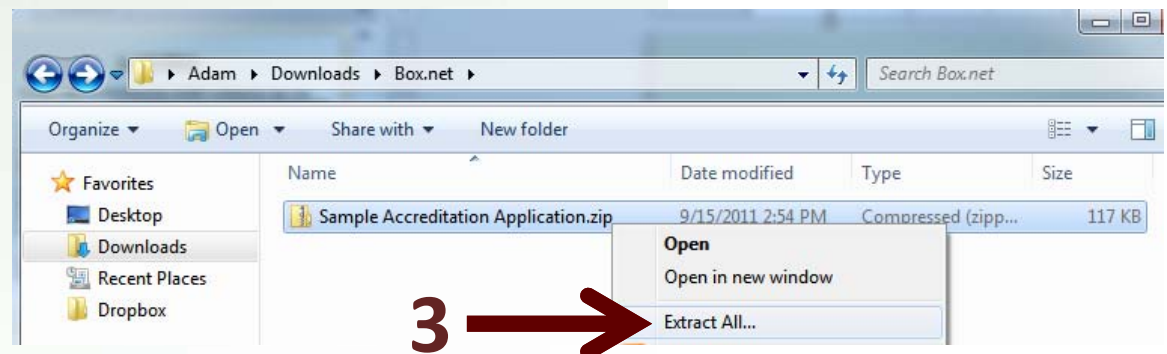 Adam Downloads Box.net Search Box.net
Organize Open Share with New folder
Favorites
Desktop
Downloads
Recent Places
Dropbox
Name Date modified Type Size
Sample Accreditation Application.zip 9/15/2011 2:54 PM Compressed (zipp... 117 KB
Open
Open in new window
Extract All...
3